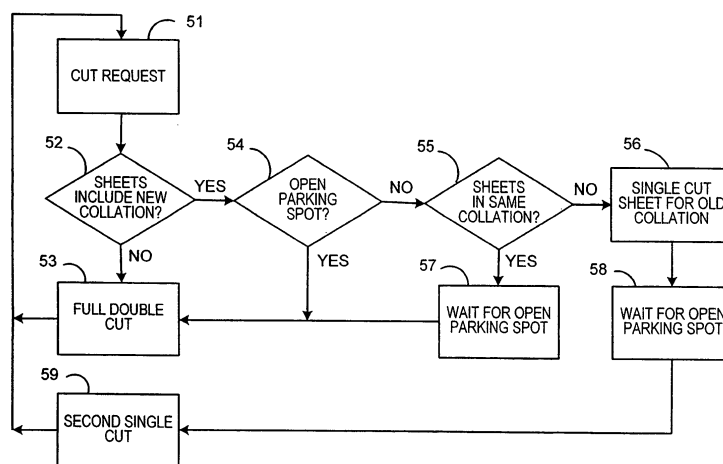 51
CUT REQUEST
52
SHEETS
INCLUDE NEW
COLLATION?
YES
NO
54
OPEN
PARKING
SPOT?
NO
YES
55
SHEETS
IN SAME
COLLATION?
NO
YES
56
SINGLE CUT
SHEET FOR OLD
COLLATION
53
FULL DOUBLE
CUT
57
WAIT FOR OPEN
PARKING SPOT
58
WAIT FOR OPEN
PARKING SPOT
59
SECOND SINGLE
CUT